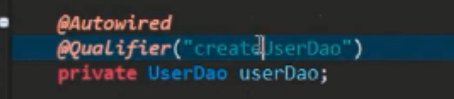 @Autowired
@Qualifier("createUserDao")
private UserDao userDao;